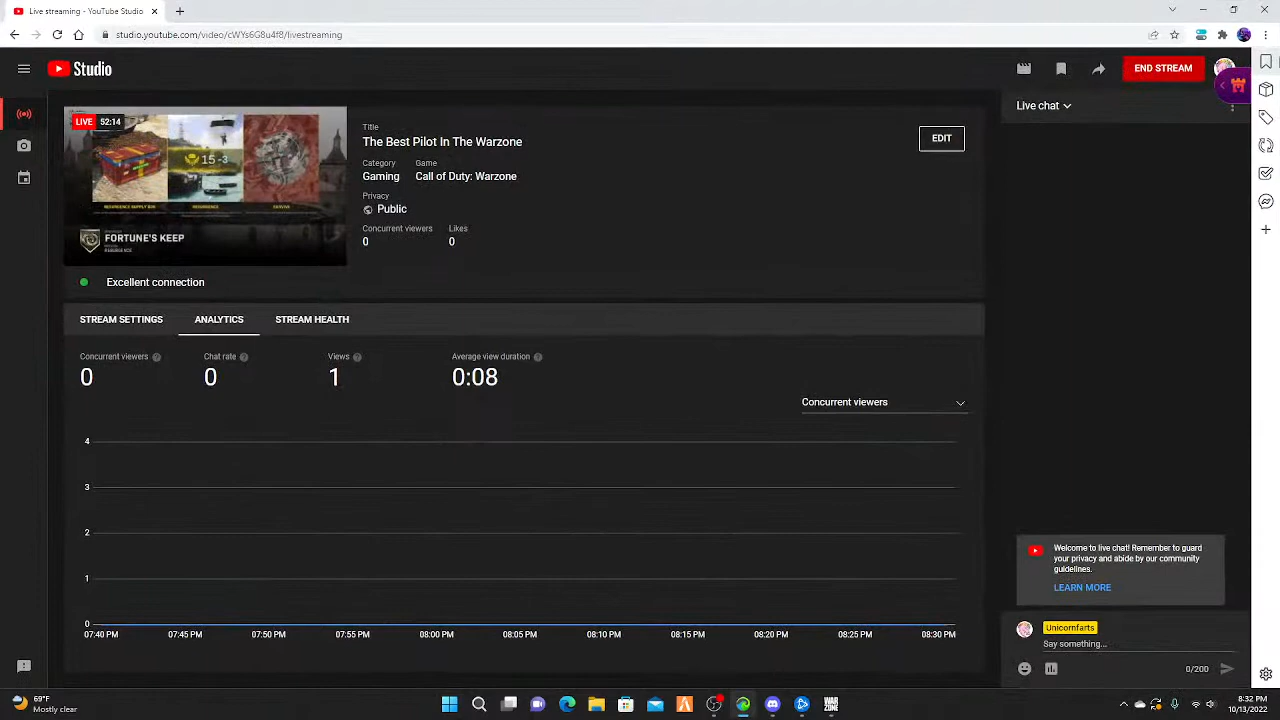 Live streaming - YouTube Studio
studio.youtube.com/video/cWYs6G8u4f8/livestreaming
Studio
END STREAM
LIVE 52:14
15 -3
RESURGENCE SUPPLY BOX
RESURGENCE
FORTUNE'S KEEP
Title
The Best Pilot In The Warzone
EDIT
Category Game
Gaming Call of Duty: Warzone
Privacy
Public
Concurrent viewers Likes
0 0
Excellent connection
STREAM SETTINGS ANALYTICS STREAM HEALTH
Concurrent viewers Chat rate Views Average view duration
0 0 1 0:08
Concurrent viewers
4
3
2
1
0
07:40 PM 07:45 PM 07:50 PM 07:55 PM 08:00 PM 08:05 PM 08:10 PM 08:15 PM 08:20 PM 08:25 PM 08:30 PM
Live chat
Welcome to live chat! Remember to guard
your privacy and abide by our community
guidelines.
LEARN MORE
Unicornfarts
Say something...
0/200
69°F
Mostly clear
8:32 PM
10/13/2022